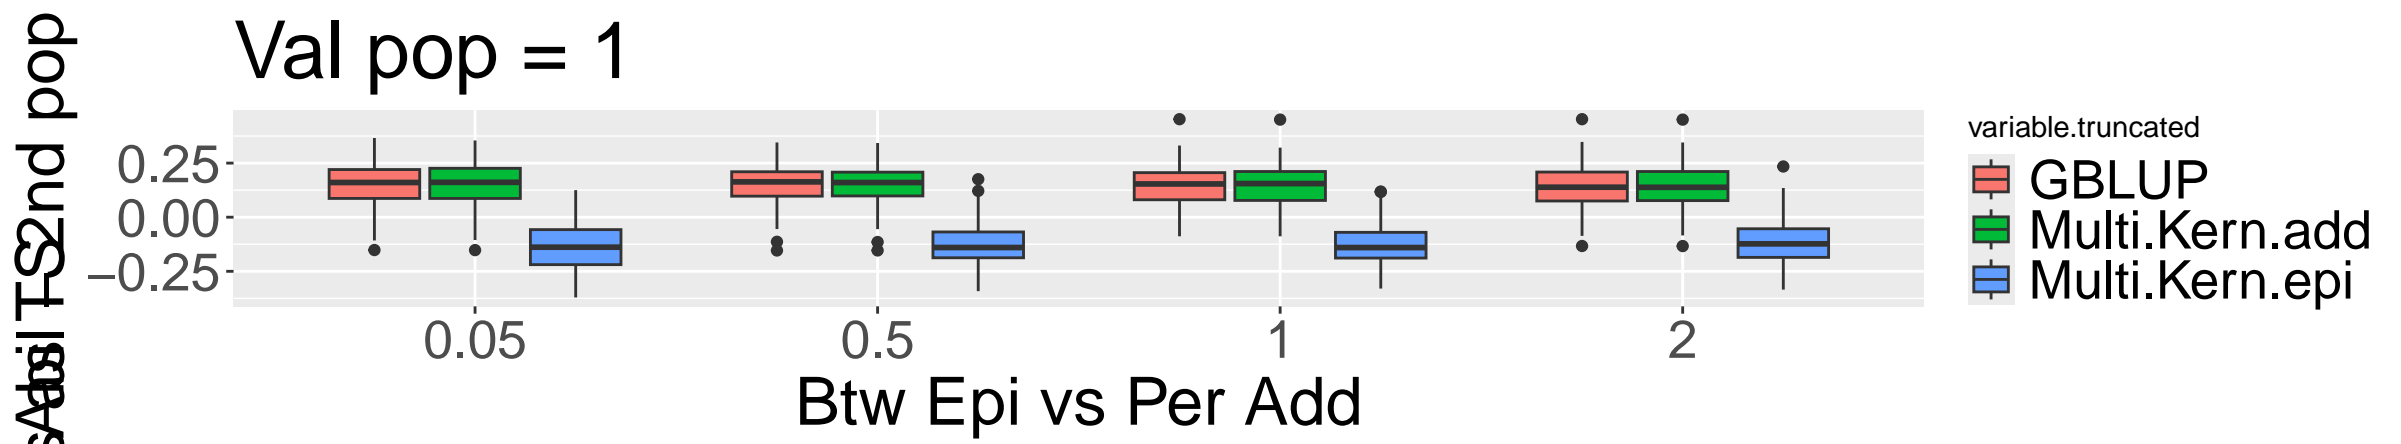 Val pop = 1
2nd pop
0.25
0.00
−0.25
0.05
0.5
1
2
Btw Epi vs Per Add
variable.truncated
GBLUP
Multi.Kern.add
Multi.Kern.epi